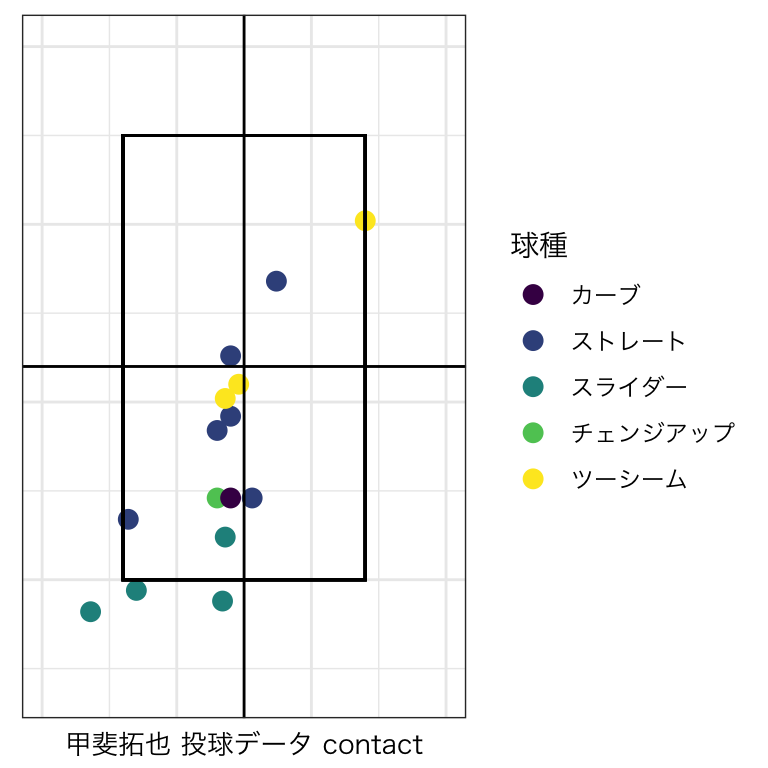 球種
カーブ
ストレート
スライダー
チェンジアップ
ツーシーム
甲斐拓也 投球データ contact